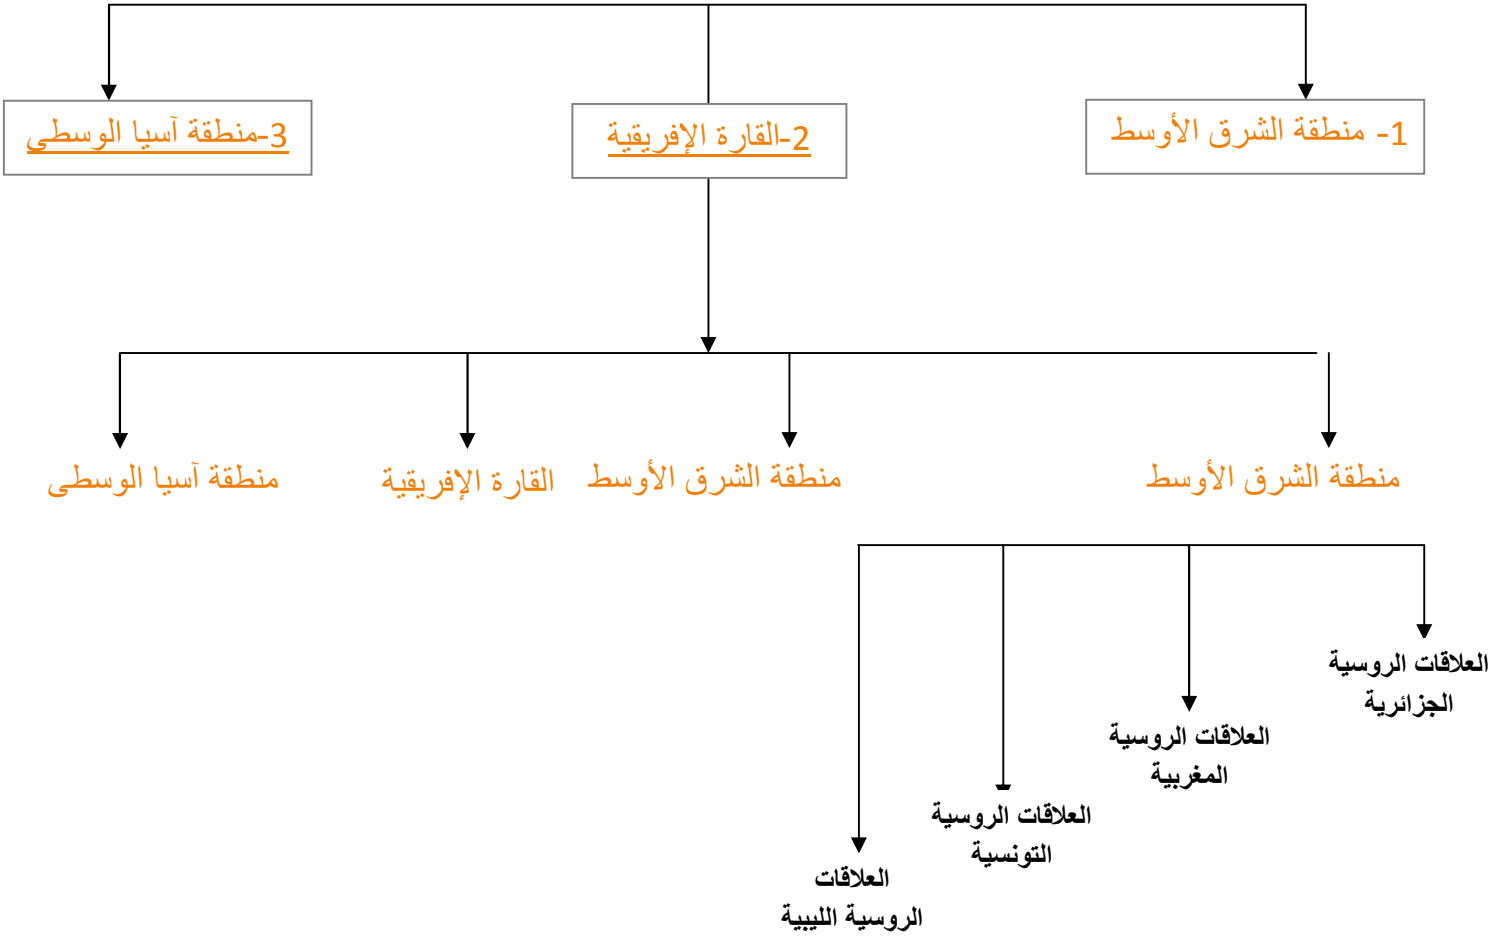 1- منطقة الشرق الأوسط
2-القارة الإفريقية
3-منطقة آسيا الوسطى
منطقة الشرق الأوسط
منطقة الشرق الأوسط
القارة الإفريقية
منطقة آسيا الوسطى
العلاقات الروسية
الجزائرية
العلاقات الروسية
المغربية
العلاقات الروسية
التونسية
العلاقات
الروسية الليبية